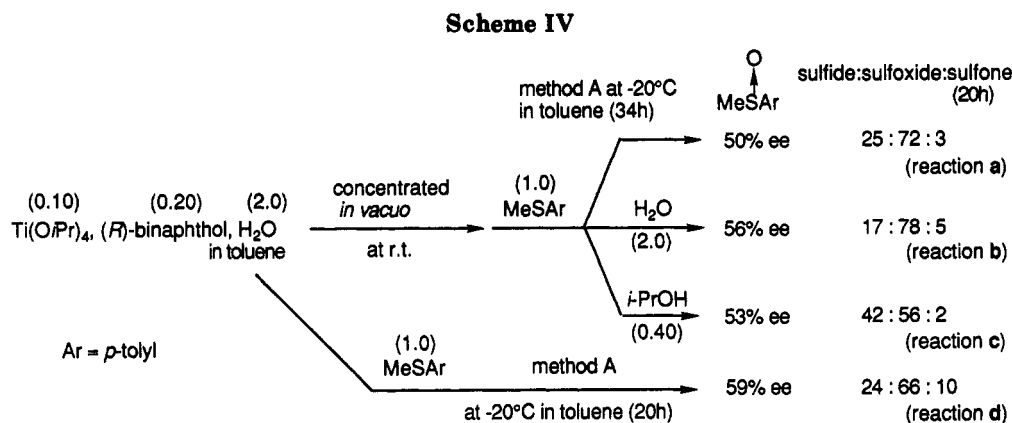 Scheme IV
O
MeSAr
sulfide:sulfoxide:sulfone
(20h)
method A at -20°C
in toluene (34h)
50% ee 25 : 72 : 3
(reaction a)
(0.10) (0.20) (2.0)
Ti(OiPr)4, (R)-binaphthol, H2O
in toluene
concentrated
in vacuo
at r.t.
(1.0)
MeSAr
H2O
(2.0)
56% ee 17 : 78 : 5
(reaction b)
i-PrOH
(0.40)
53% ee 42 : 56 : 2
(reaction c)
Ar = p-tolyl
(1.0)
MeSAr
method A
at -20°C in toluene (20h)
59% ee 24 : 66 : 10
(reaction d)